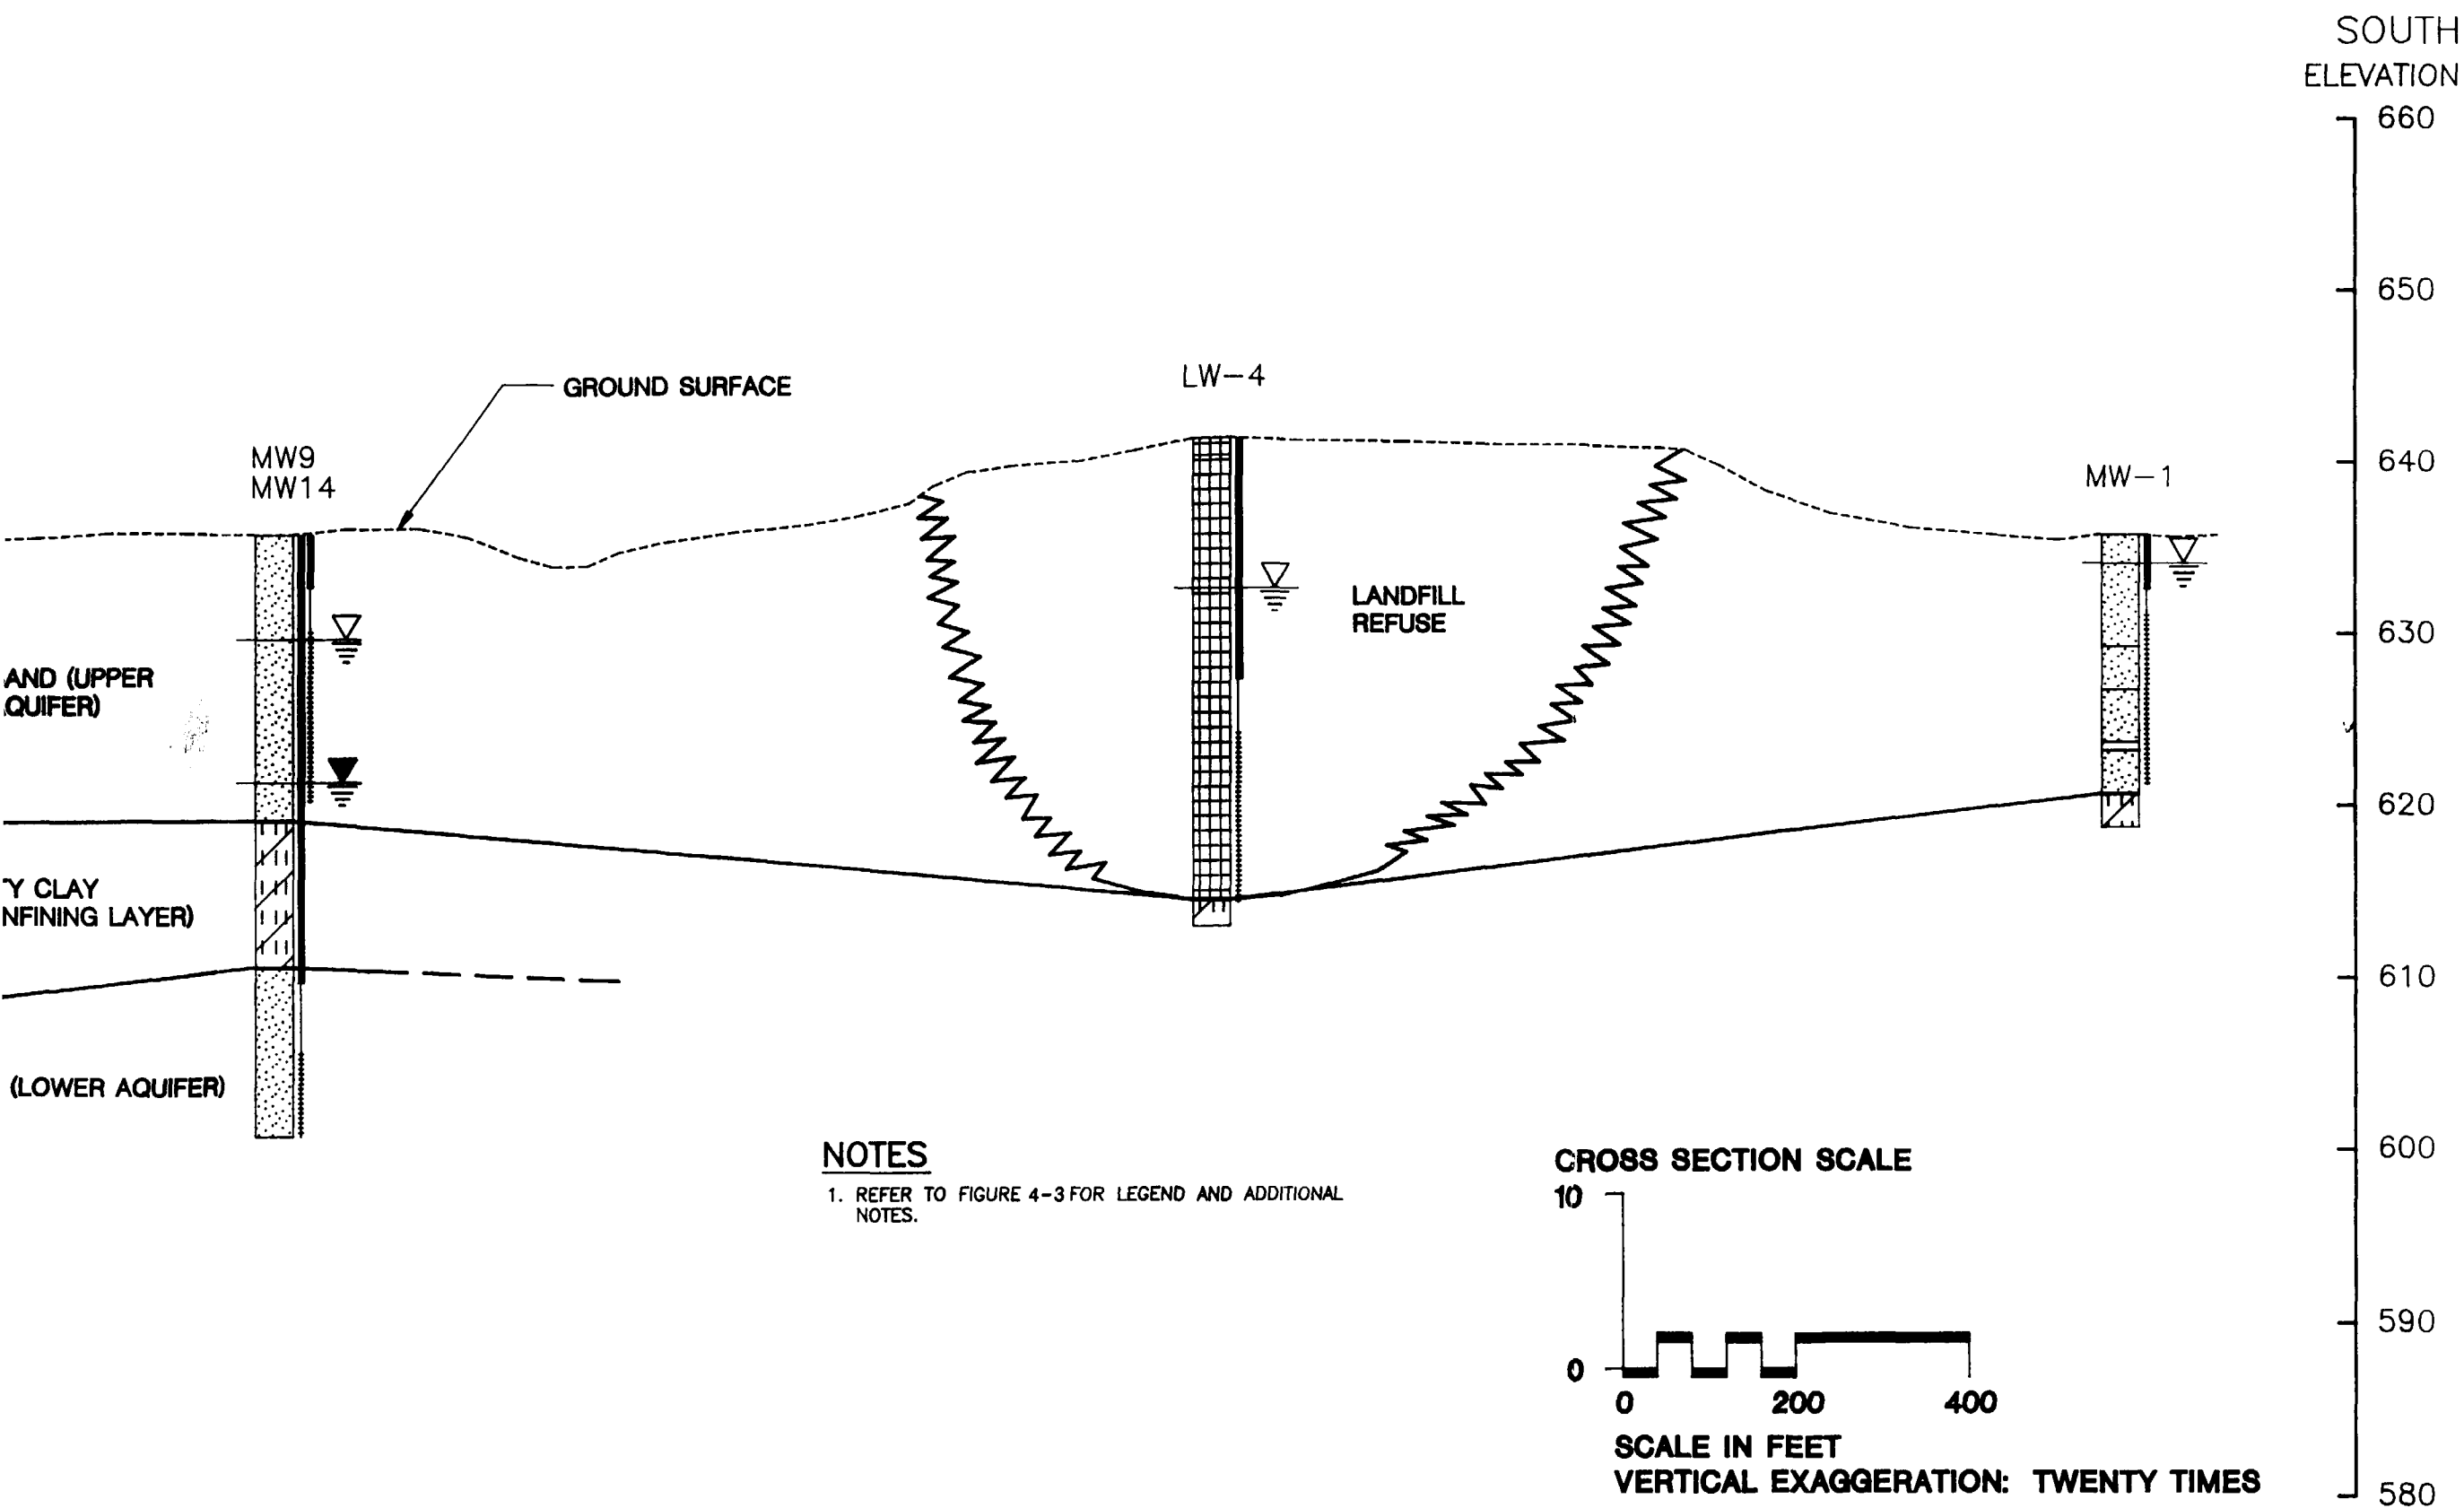 SOUTH
ELEVATION
660
650
640
630
620
610
600
590
580
GROUND SURFACE
LW-4
MW9
MW14
MW-1
LANDFILL
REFUSE
AND (UPPER
QUIFER)
Y CLAY
NFINING LAYER)
(LOWER AQUIFER)
NOTES
1. REFER TO FIGURE 4-3 FOR LEGEND AND ADDITIONAL
NOTES.
CROSS SECTION SCALE
10
0
0 200 400
SCALE IN FEET
VERTICAL EXAGGERATION: TWENTY TIMES